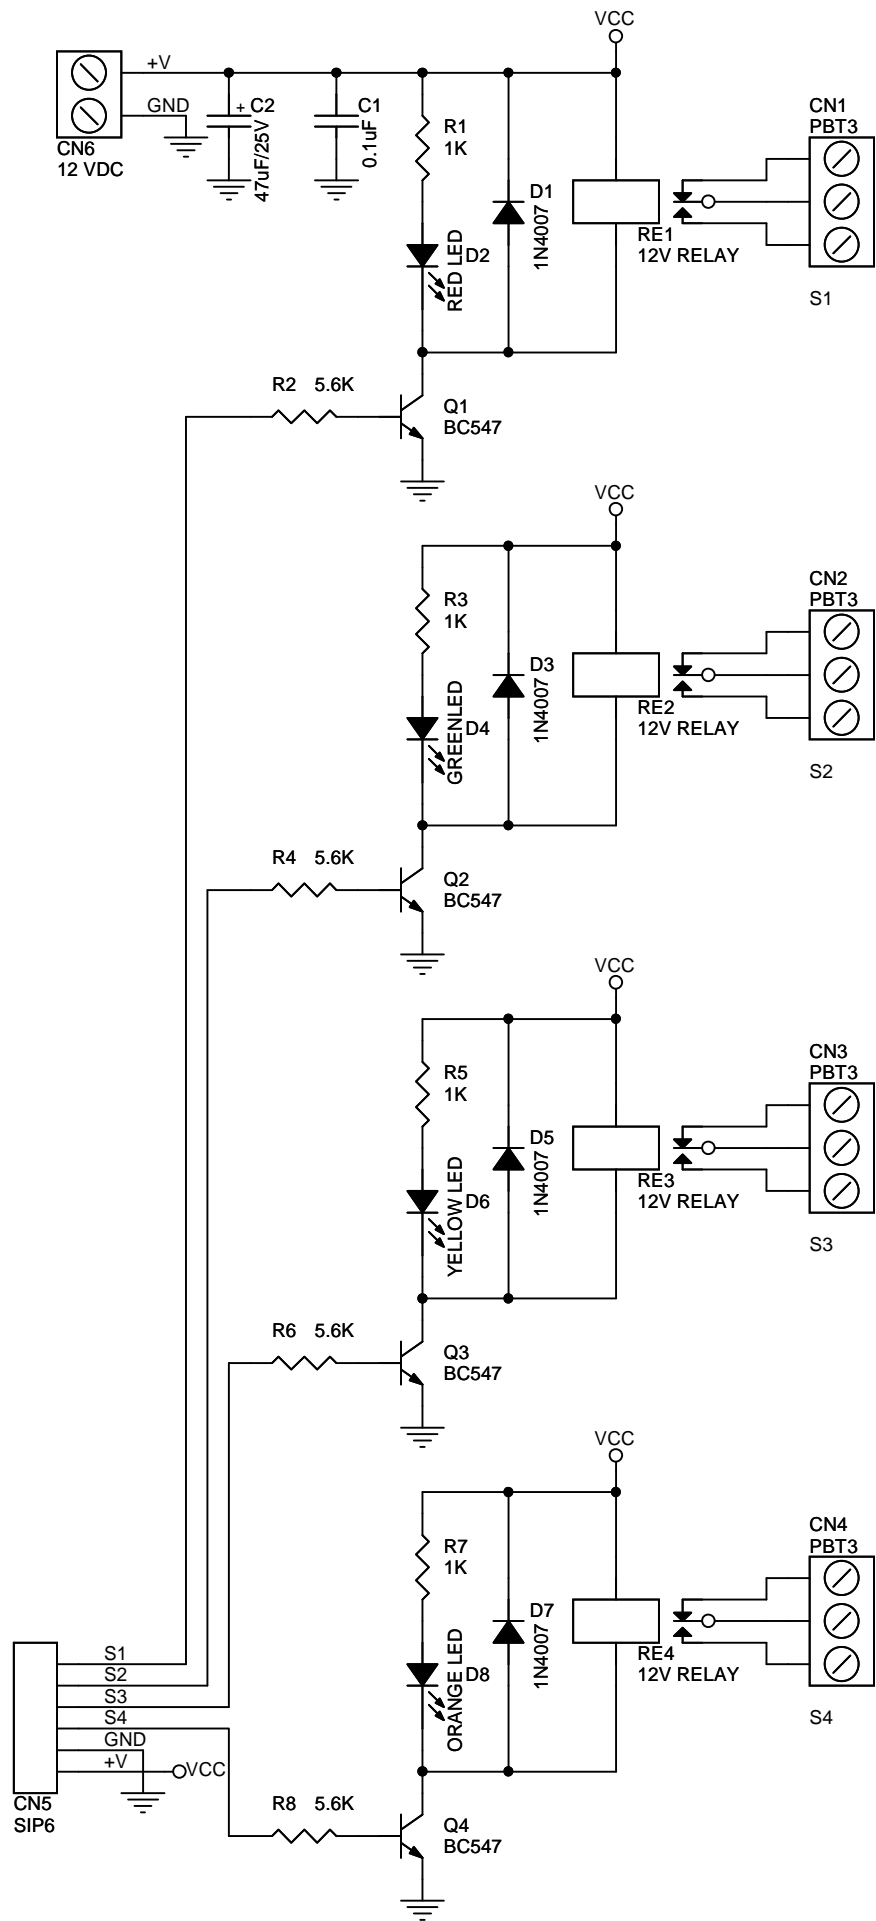 VCC
+V
GND
CN6
12 VDC
+ C2
47uF/25V
C1
0.1uF
R1
1K
D2
RED LED
D1
1N4007
RE1
12V RELAY
CN1
PBT3
S1
R2 5.6K
Q1
BC547
VCC
R3
1K
D4
GREENLED
D3
1N4007
RE2
12V RELAY
CN2
PBT3
S2
R4 5.6K
Q2
BC547
VCC
R5
1K
D6
YELLOW LED
D5
1N4007
RE3
12V RELAY
CN3
PBT3
S3
R6 5.6K
Q3
BC547
VCC
R7
1K
D8
ORANGE LED
D7
1N4007
RE4
12V RELAY
CN4
PBT3
S4
S1
S2
S3
S4
GND
+V
VCC
CN5
SIP6
R8 5.6K
Q4
BC547